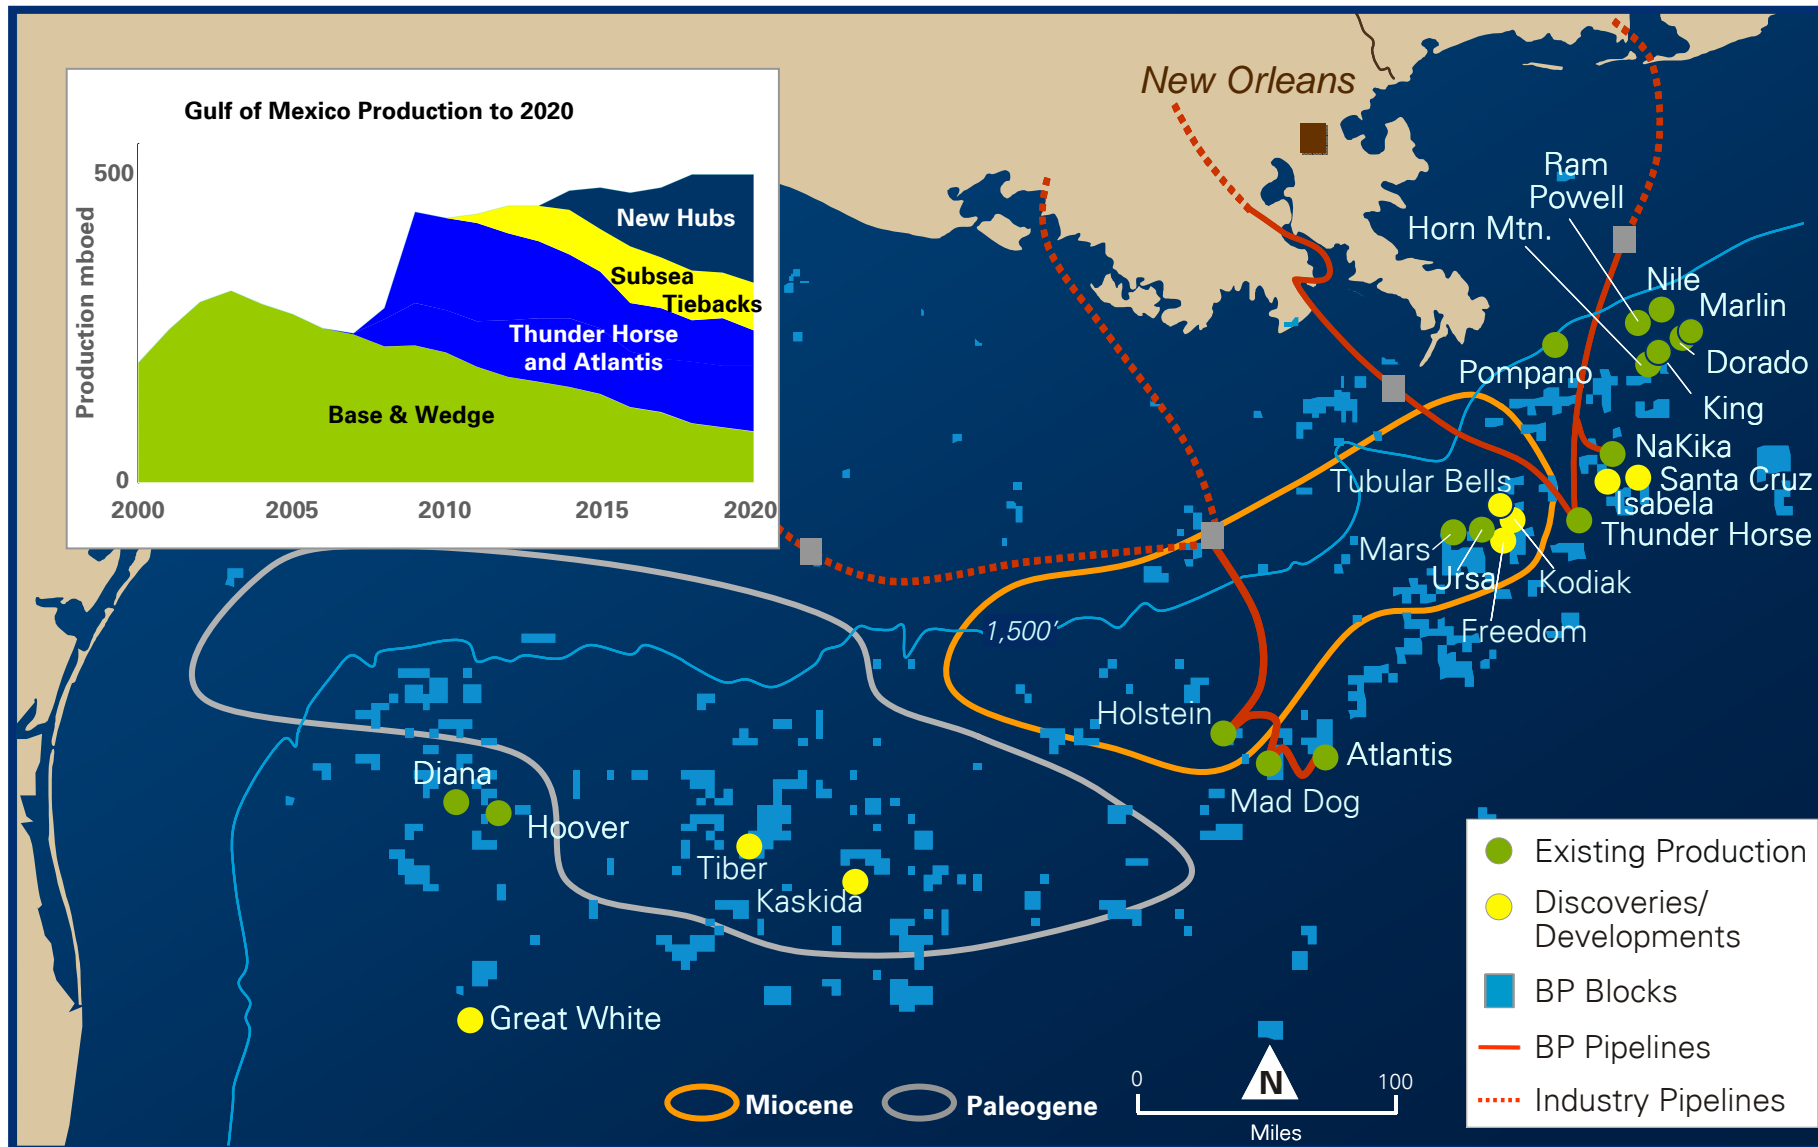 Gulf of Mexico Production to 2020
Production mboed
500
0
New Hubs
Subsea
Tiebacks
Thunder Horse
and Atlantis
Base & Wedge
2000
2005
2010
2015
2020
New Orleans
Ram
Powell
Horn Mtn.
Nile
Marlin
Dorado
Pompano
King
NaKika
Santa Cruz
Tubular Bells
Isabela
Thunder Horse
Mars
Ursa
Kodiak
Freedom
1,500'
Holstein
Atlantis
Mad Dog
Diana
Hoover
Tiber
Kaskida
Great White
Existing Production
Discoveries/
Developments
BP Blocks
BP Pipelines
Industry Pipelines
Miocene
Paleogene
0
N
100
Miles